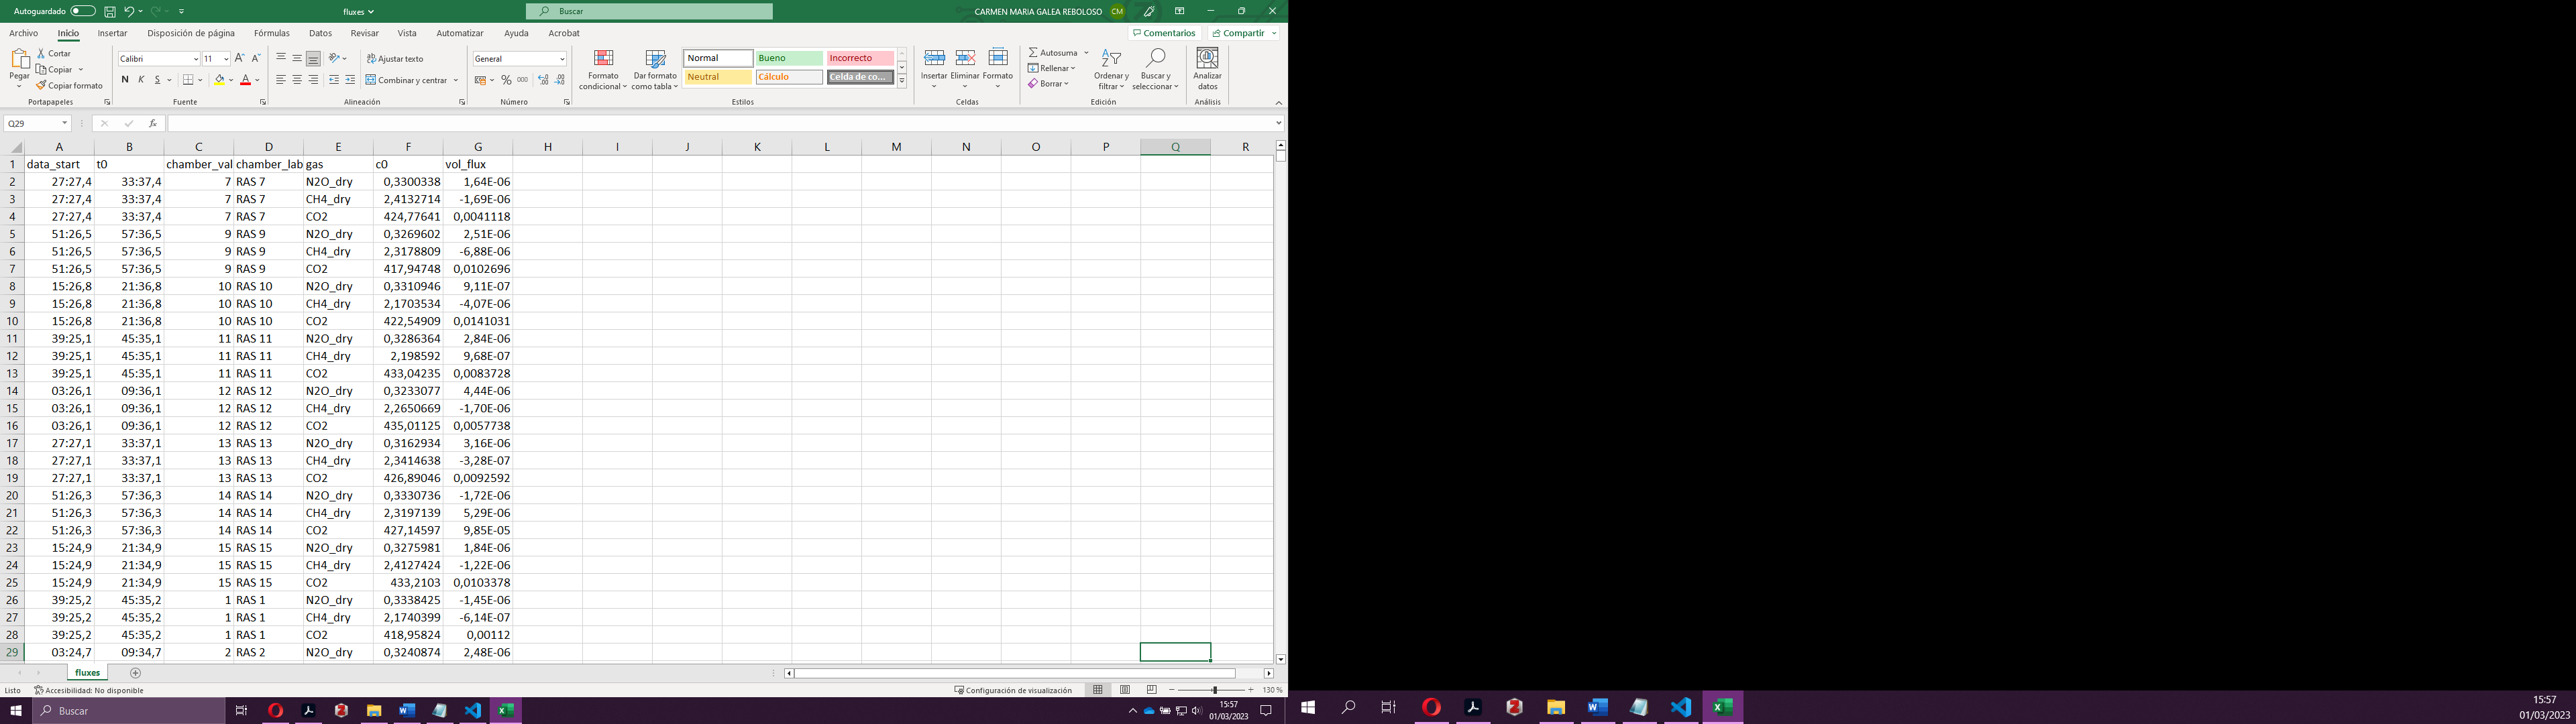 Autoguardado fluxes Buscar CARMEN MARIA GALEA REBOLOSO CM
Archivo Inicio Insertar Disposición de página Fórmulas Datos Revisar Vista Automatizar Ayuda Acrobat Comentarios Compartir
Pegar Cortar Copiar Copiar formato
Portapapeles
Calibri 11
N K S
Fuente
Ajustar texto
Combinar y centrar
Alineación
General
% 000
Número
Formato condicional
Dar formato como tabla
Normal Bueno Incorrecto
Neutral Cálculo Celda de co...
Estilos
Insertar Eliminar Formato
Celdas
Autosuma
Rellenar
Borrar
Ordenar y filtrar
Buscar y seleccionar
Edición
Analizar datos
Análisis
Q29 fx
A B C D E F G H I J K L M N O P Q R
1 data_start t0 chamber_val chamber_lab gas c0 vol_flux
2 27:27,4 33:37,4 7 RAS 7 N2O_dry 0,3300338 1,64E-06
3 27:27,4 33:37,4 7 RAS 7 CH4_dry 2,4132714 -1,69E-06
4 27:27,4 33:37,4 7 RAS 7 CO2 424,77641 0,0041118
5 51:26,5 57:36,5 9 RAS 9 N2O_dry 0,3269602 2,51E-06
6 51:26,5 57:36,5 9 RAS 9 CH4_dry 2,3178809 -6,88E-06
7 51:26,5 57:36,5 9 RAS 9 CO2 417,94748 0,0102696
8 15:26,8 21:36,8 10 RAS 10 N2O_dry 0,3310946 9,11E-07
9 15:26,8 21:36,8 10 RAS 10 CH4_dry 2,1703534 -4,07E-06
10 15:26,8 21:36,8 10 RAS 10 CO2 422,54909 0,0141031
11 39:25,1 45:35,1 11 RAS 11 N2O_dry 0,3286364 2,84E-06
12 39:25,1 45:35,1 11 RAS 11 CH4_dry 2,198592 9,68E-07
13 39:25,1 45:35,1 11 RAS 11 CO2 433,04235 0,0083728
14 03:26,1 09:36,1 12 RAS 12 N2O_dry 0,3233077 4,44E-06
15 03:26,1 09:36,1 12 RAS 12 CH4_dry 2,2650669 -1,70E-06
16 03:26,1 09:36,1 12 RAS 12 CO2 435,01125 0,0057738
17 27:27,1 33:37,1 13 RAS 13 N2O_dry 0,3162934 3,16E-06
18 27:27,1 33:37,1 13 RAS 13 CH4_dry 2,3414638 -3,28E-07
19 27:27,1 33:37,1 13 RAS 13 CO2 426,89046 0,0092592
20 51:26,3 57:36,3 14 RAS 14 N2O_dry 0,3330736 -1,72E-06
21 51:26,3 57:36,3 14 RAS 14 CH4_dry 2,3197139 5,29E-06
22 51:26,3 57:36,3 14 RAS 14 CO2 427,14597 9,85E-05
23 15:24,9 21:34,9 15 RAS 15 N2O_dry 0,3275981 1,84E-06
24 15:24,9 21:34,9 15 RAS 15 CH4_dry 2,4127424 -1,22E-06
25 15:24,9 21:34,9 15 RAS 15 CO2 433,2103 0,0103378
26 39:25,2 45:35,2 1 RAS 1 N2O_dry 0,3338425 -1,45E-06
27 39:25,2 45:35,2 1 RAS 1 CH4_dry 2,1740399 -6,14E-07
28 39:25,2 45:35,2 1 RAS 1 CO2 418,95824 0,00112
29 03:24,7 09:34,7 2 RAS 2 N2O_dry 0,3240874 2,48E-06
fluxes
Listo Accesibilidad: No disponible Configuración de visualización 130 %
Buscar 15:57 15:57
01/03/2023 01/03/2023